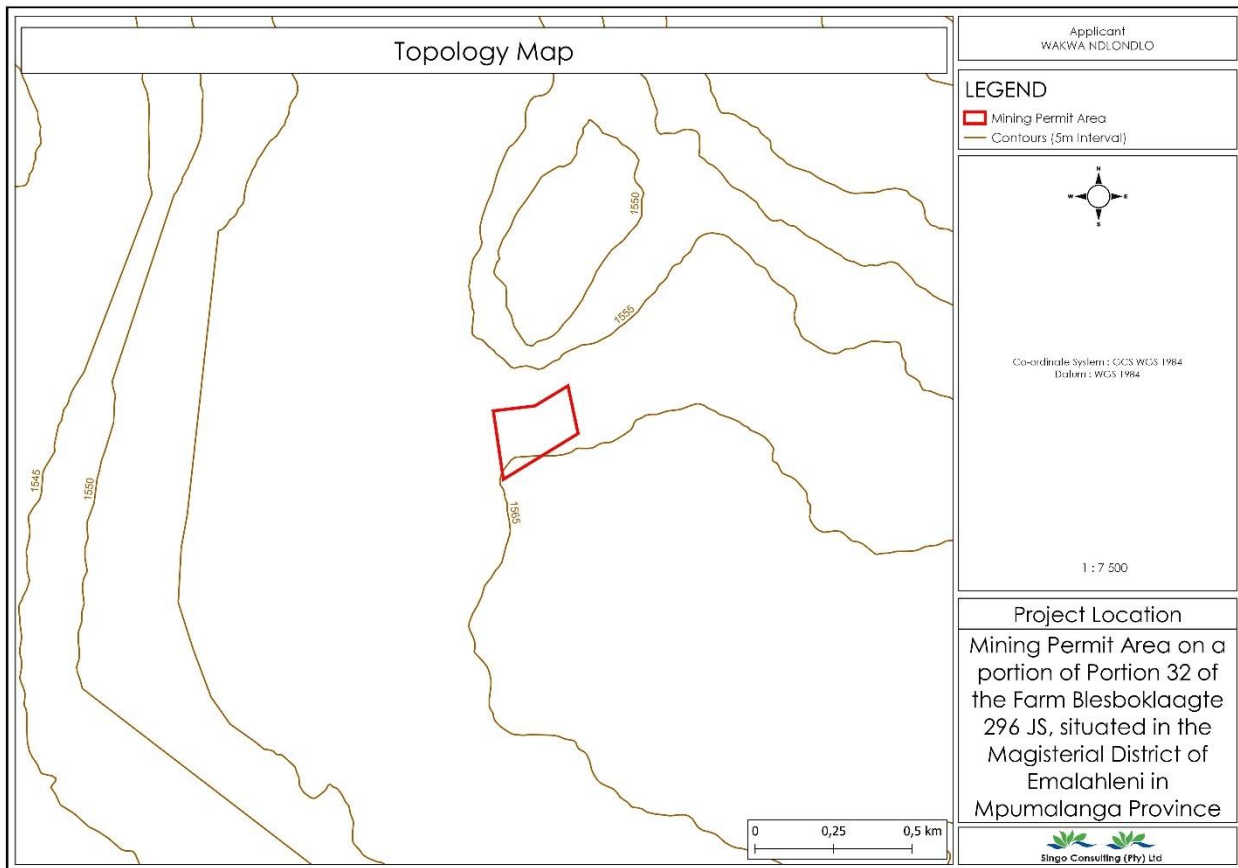 Topology Map
Applicant
WAKWA NDLONDLO
LEGEND
Mining Permit Area
Contours (5m Interval)
N
W
E
S
Co-ordinale System : GCS WGS 1984
Dalum : WGS 1984
1 : 7 500
Project Location
Mining Permit Area on a
portion of Portion 32 of
the Farm Blesboklaagte
296 JS, situated in the
Magisterial District of
Emalahleni in
Mpumalanga Province
Singo Consulting (Pty) Ltd
1550
1555
1545
1550
1565
0
0,25
0,5 km